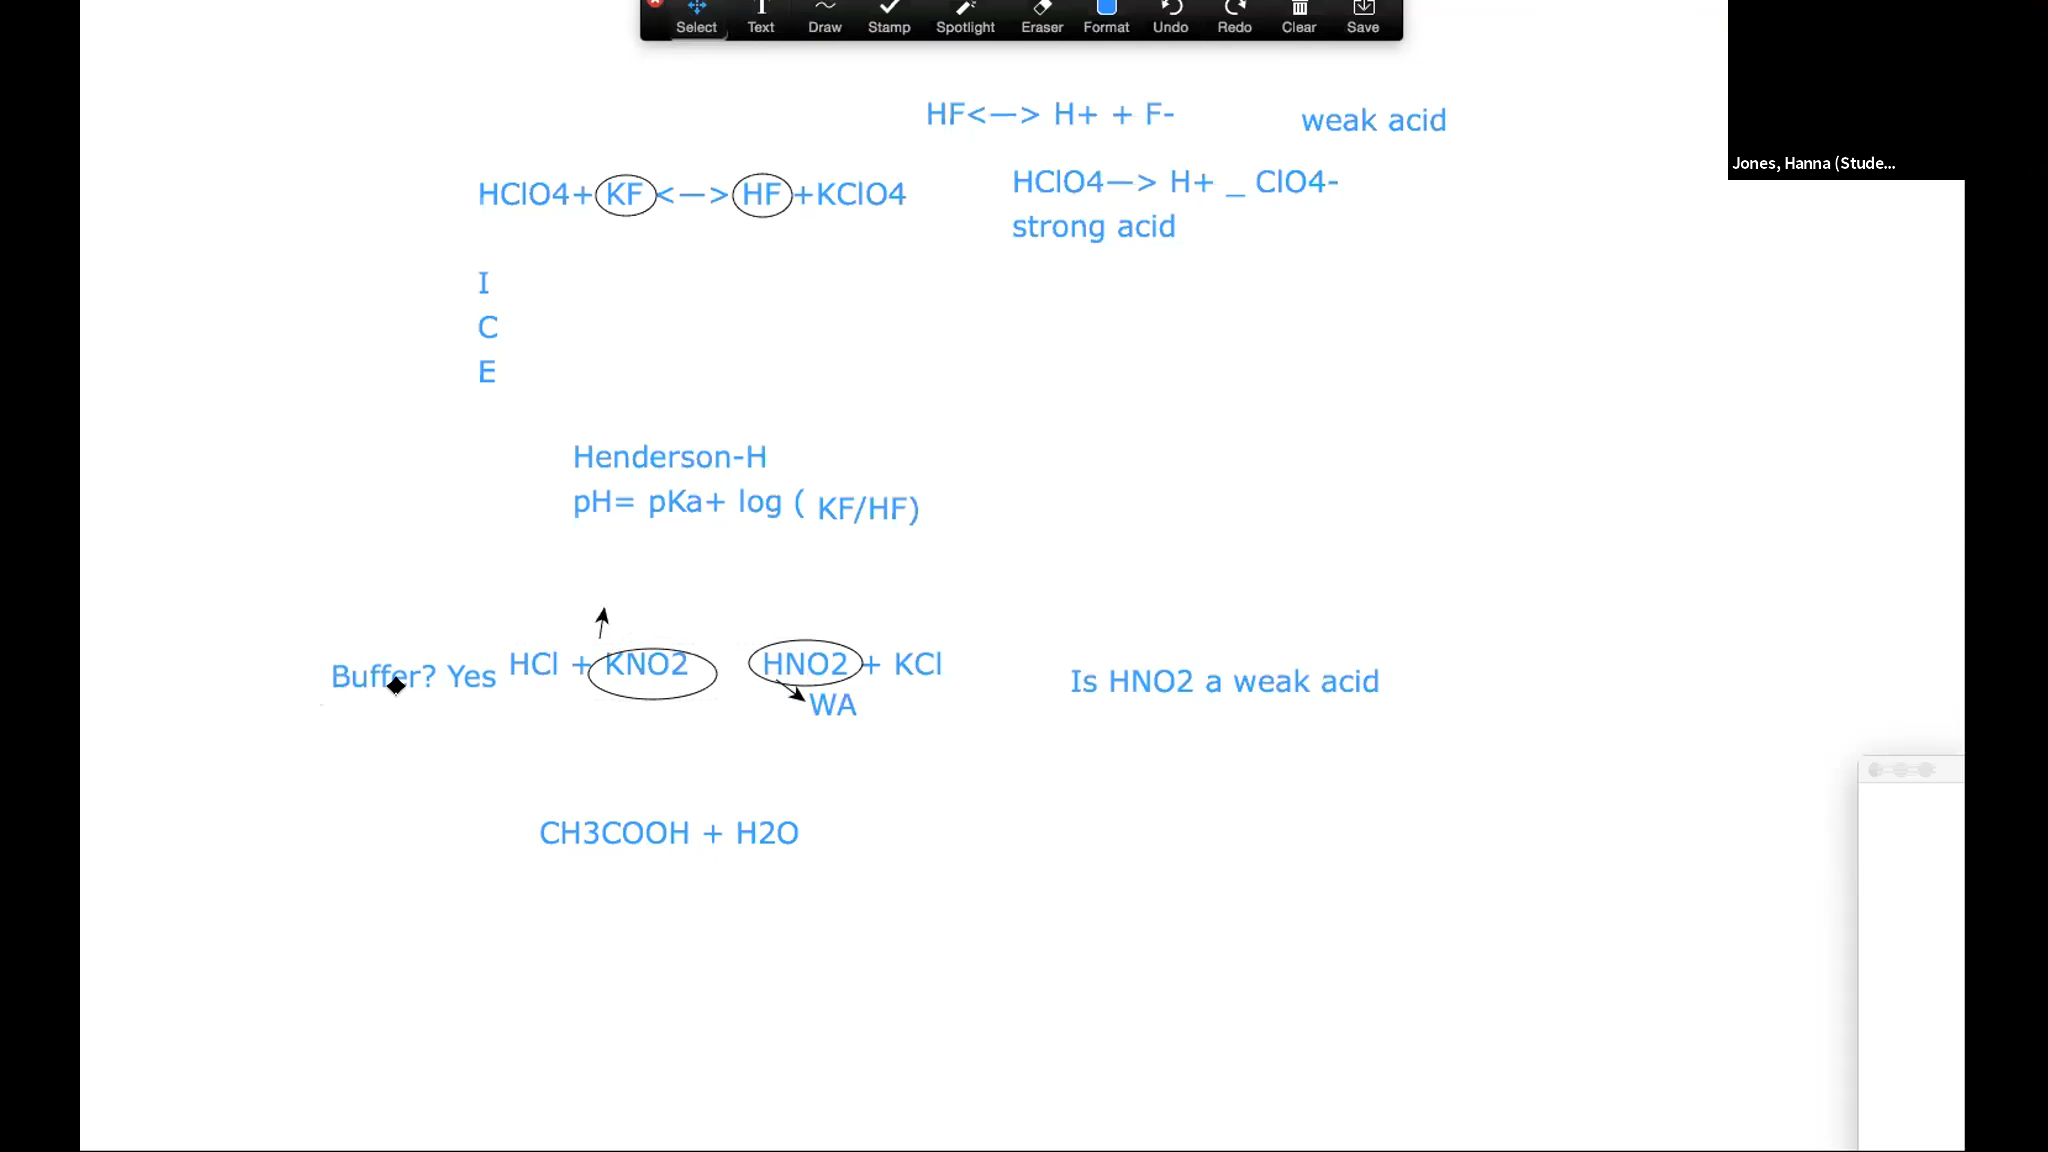 Select Text Draw Stamp Spotlight Eraser Format Undo Redo Clear Save
HF<—> H+ + F-
weak acid
Jones, Hanna (Stude...
HClO4+ KF <—> HF +KClO4
HClO4—> H+ _ ClO4-
strong acid
I
C
E
Henderson-H
pH= pKa+ log ( KF/HF)
Buffer? Yes
HCl + KNO2 HNO2 + KCl
WA
Is HNO2 a weak acid
CH3COOH + H2O